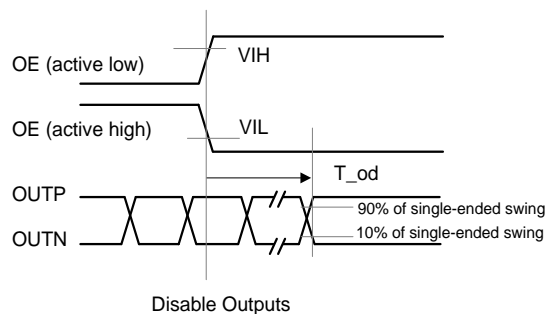 OE (active low)
VIH
OE (active high)
VIL
T_od
OUTP
90% of single-ended swing
OUTN
10% of single-ended swing
Disable Outputs